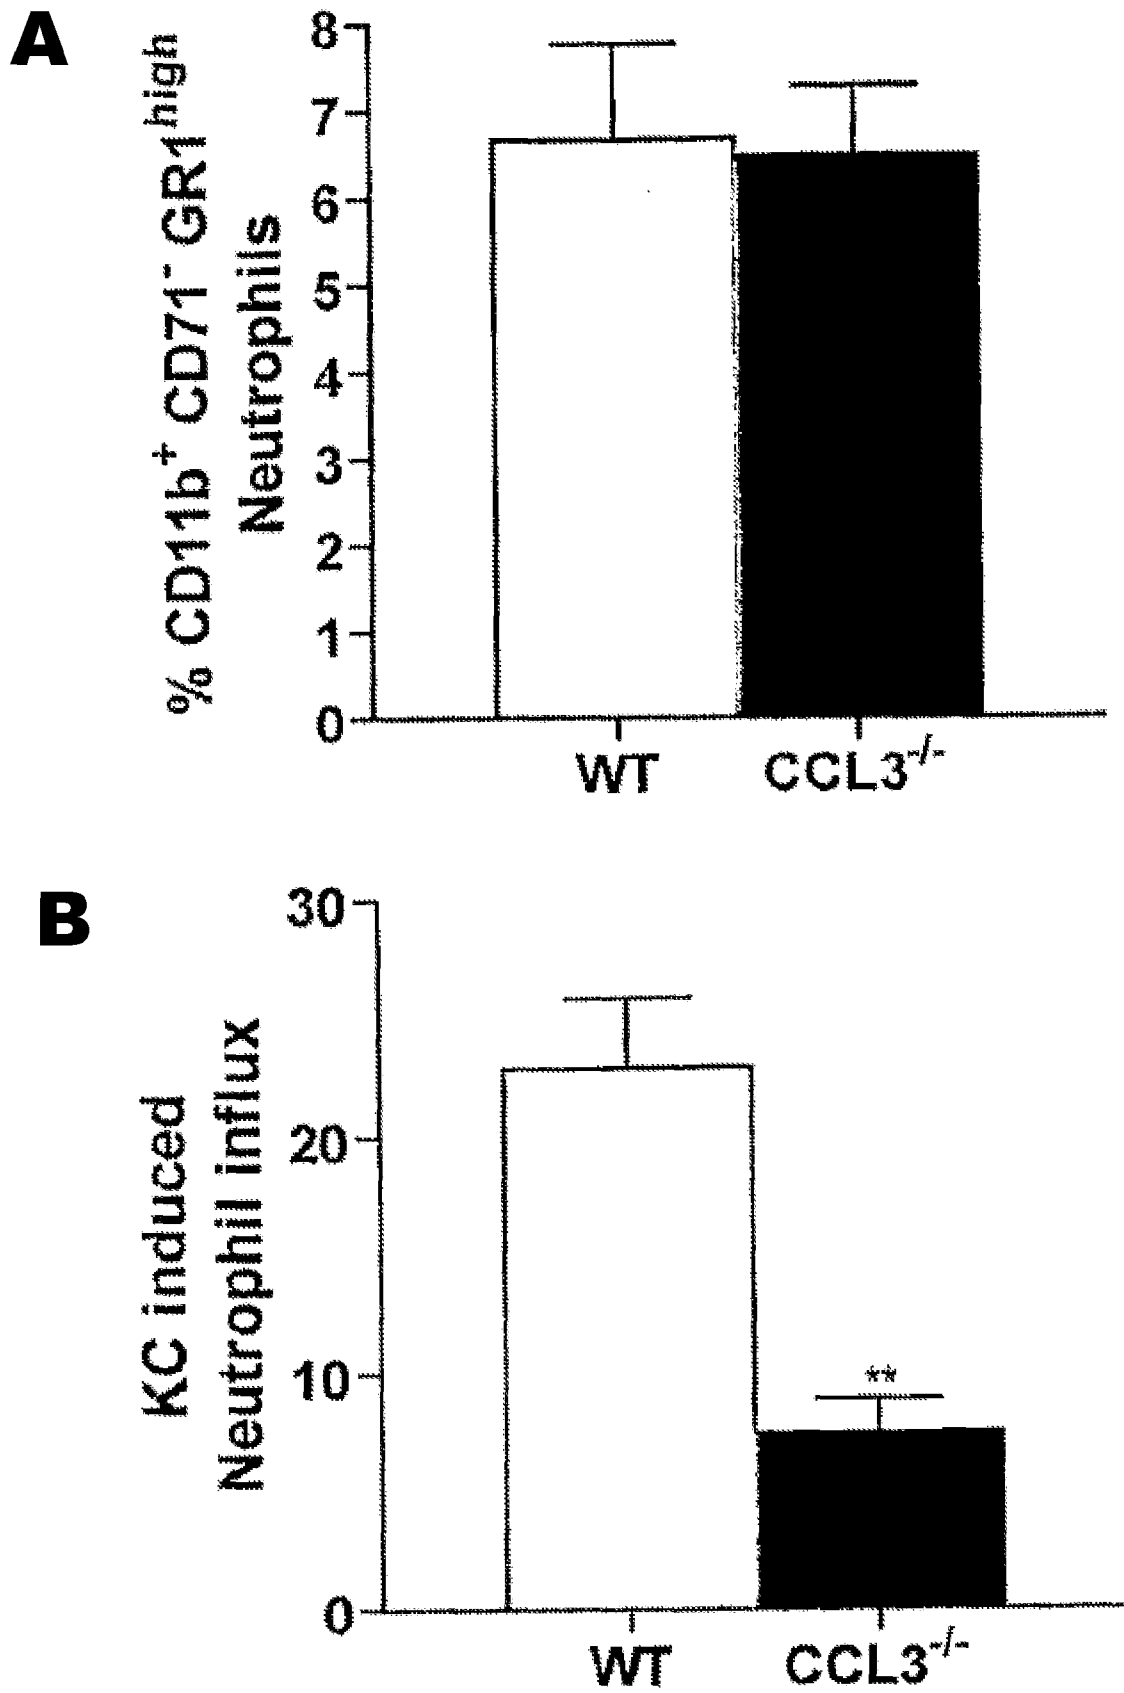 A
% CD11b⁺ CD71⁻ GR1ʰⁱᵍʰ
Neutrophils
8
7
6
5
4
3
2
1
0
WT
CCL3⁻/⁻
B
KC induced
Neutrophil influx
30
20
10
0
**
WT
CCL3⁻/⁻